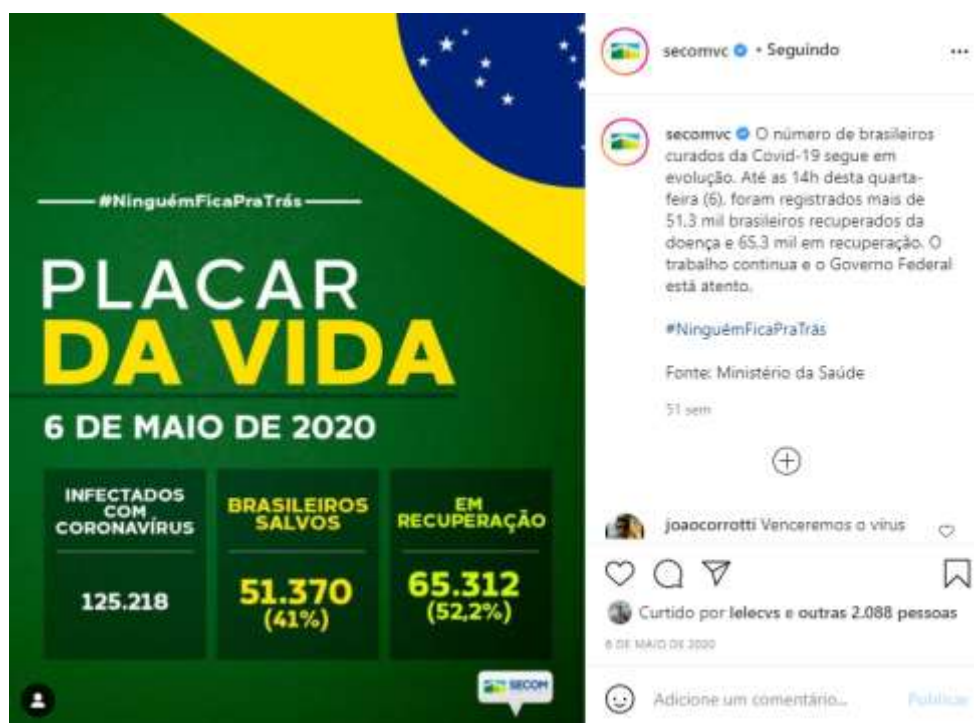 #NinguémFicaPraTrás
PLACAR
DA VIDA
6 DE MAIO DE 2020
INFECTADOS
COM
CORONAVÍRUS
125.218
BRASILEIROS
SALVOS
51.370
(41%)
EM
RECUPERAÇÃO
65.312
(52,2%)
SECOM
secomvc • Seguindo
secomvc O número de brasileiros
curados da Covid-19 segue em
evolução. Até as 14h desta quarta-
feira (6), foram registrados mais de
51,3 mil brasileiros recuperados da
doença e 65,3 mil em recuperação. O
trabalho continua e o Governo Federal
está atento.
#NinguémFicaPraTrás
Fonte: Ministério da Saúde
51 sem
joaocorrotti Venceremos o vírus
Curtido por lelecvs e outras 2.088 pessoas
6 DE MAIO DE 2020
Adicione um comentário...
Publicar